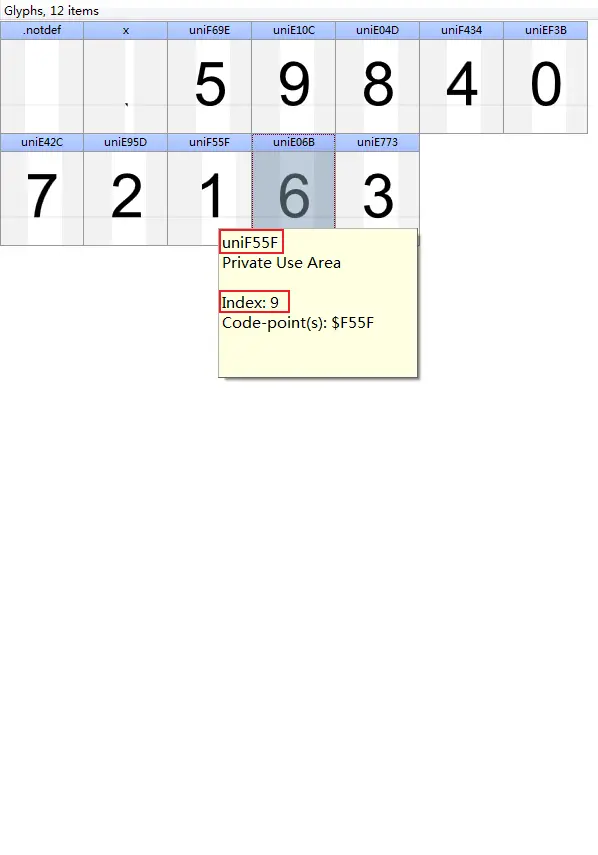 Glyphs, 12 items
.notdef x uniF69E uniE10C uniE04D uniF434 uniEF3B
. 5 9 8 4 0
uniE42C uniE95D uniF55F uniE06B uniE773
7 2 1 6 3
uniF55F
Private Use Area
Index: 9
Code-point(s): $F55F